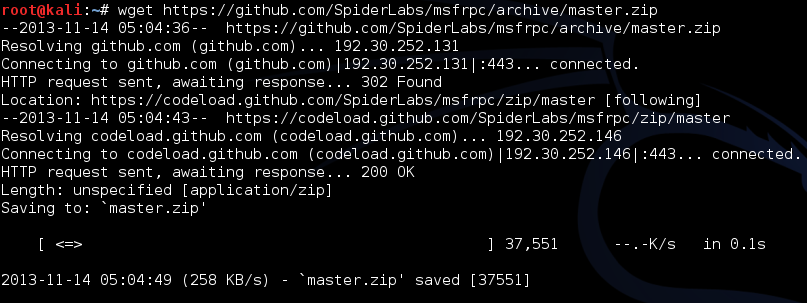 root@kali:~# wget https://github.com/SpiderLabs/msfrpc/archive/master.zip
--2013-11-14 05:04:36--  https://github.com/SpiderLabs/msfrpc/archive/master.zip
Resolving github.com (github.com)... 192.30.252.131
Connecting to github.com (github.com)|192.30.252.131|:443... connected.
HTTP request sent, awaiting response... 302 Found
Location: https://codeload.github.com/SpiderLabs/msfrpc/zip/master [following]
--2013-11-14 05:04:43--  https://codeload.github.com/SpiderLabs/msfrpc/zip/master
Resolving codeload.github.com (codeload.github.com)... 192.30.252.146
Connecting to codeload.github.com (codeload.github.com)|192.30.252.146|:443... connected.
HTTP request sent, awaiting response... 200 OK
Length: unspecified [application/zip]
Saving to: `master.zip'
[ <=> ] 37,551 --.-K/s in 0.1s
2013-11-14 05:04:49 (258 KB/s) - `master.zip' saved [37551]